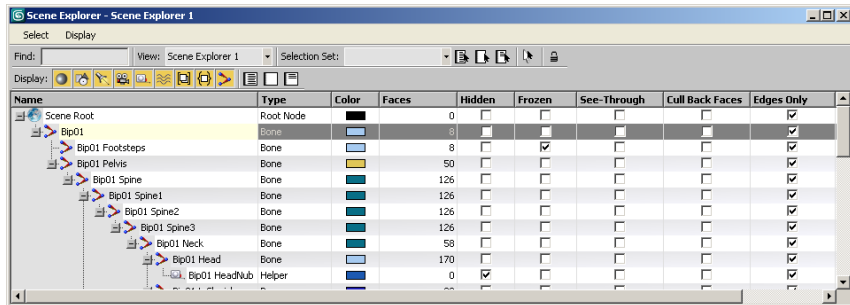 Scene Explorer - Scene Explorer 1
Select Display
Find: View: Scene Explorer 1 Selection Set:
Display:
Name Type Color Faces Hidden Frozen See-Through Cull Back Faces Edges Only
Scene Root Root Node 0
Bip01 Bone 8
Bip01 Footsteps Bone 8
Bip01 Pelvis Bone 50
Bip01 Spine Bone 126
Bip01 Spine1 Bone 126
Bip01 Spine2 Bone 126
Bip01 Spine3 Bone 126
Bip01 Neck Bone 58
Bip01 Head Bone 170
Bip01 HeadNub Helper 0